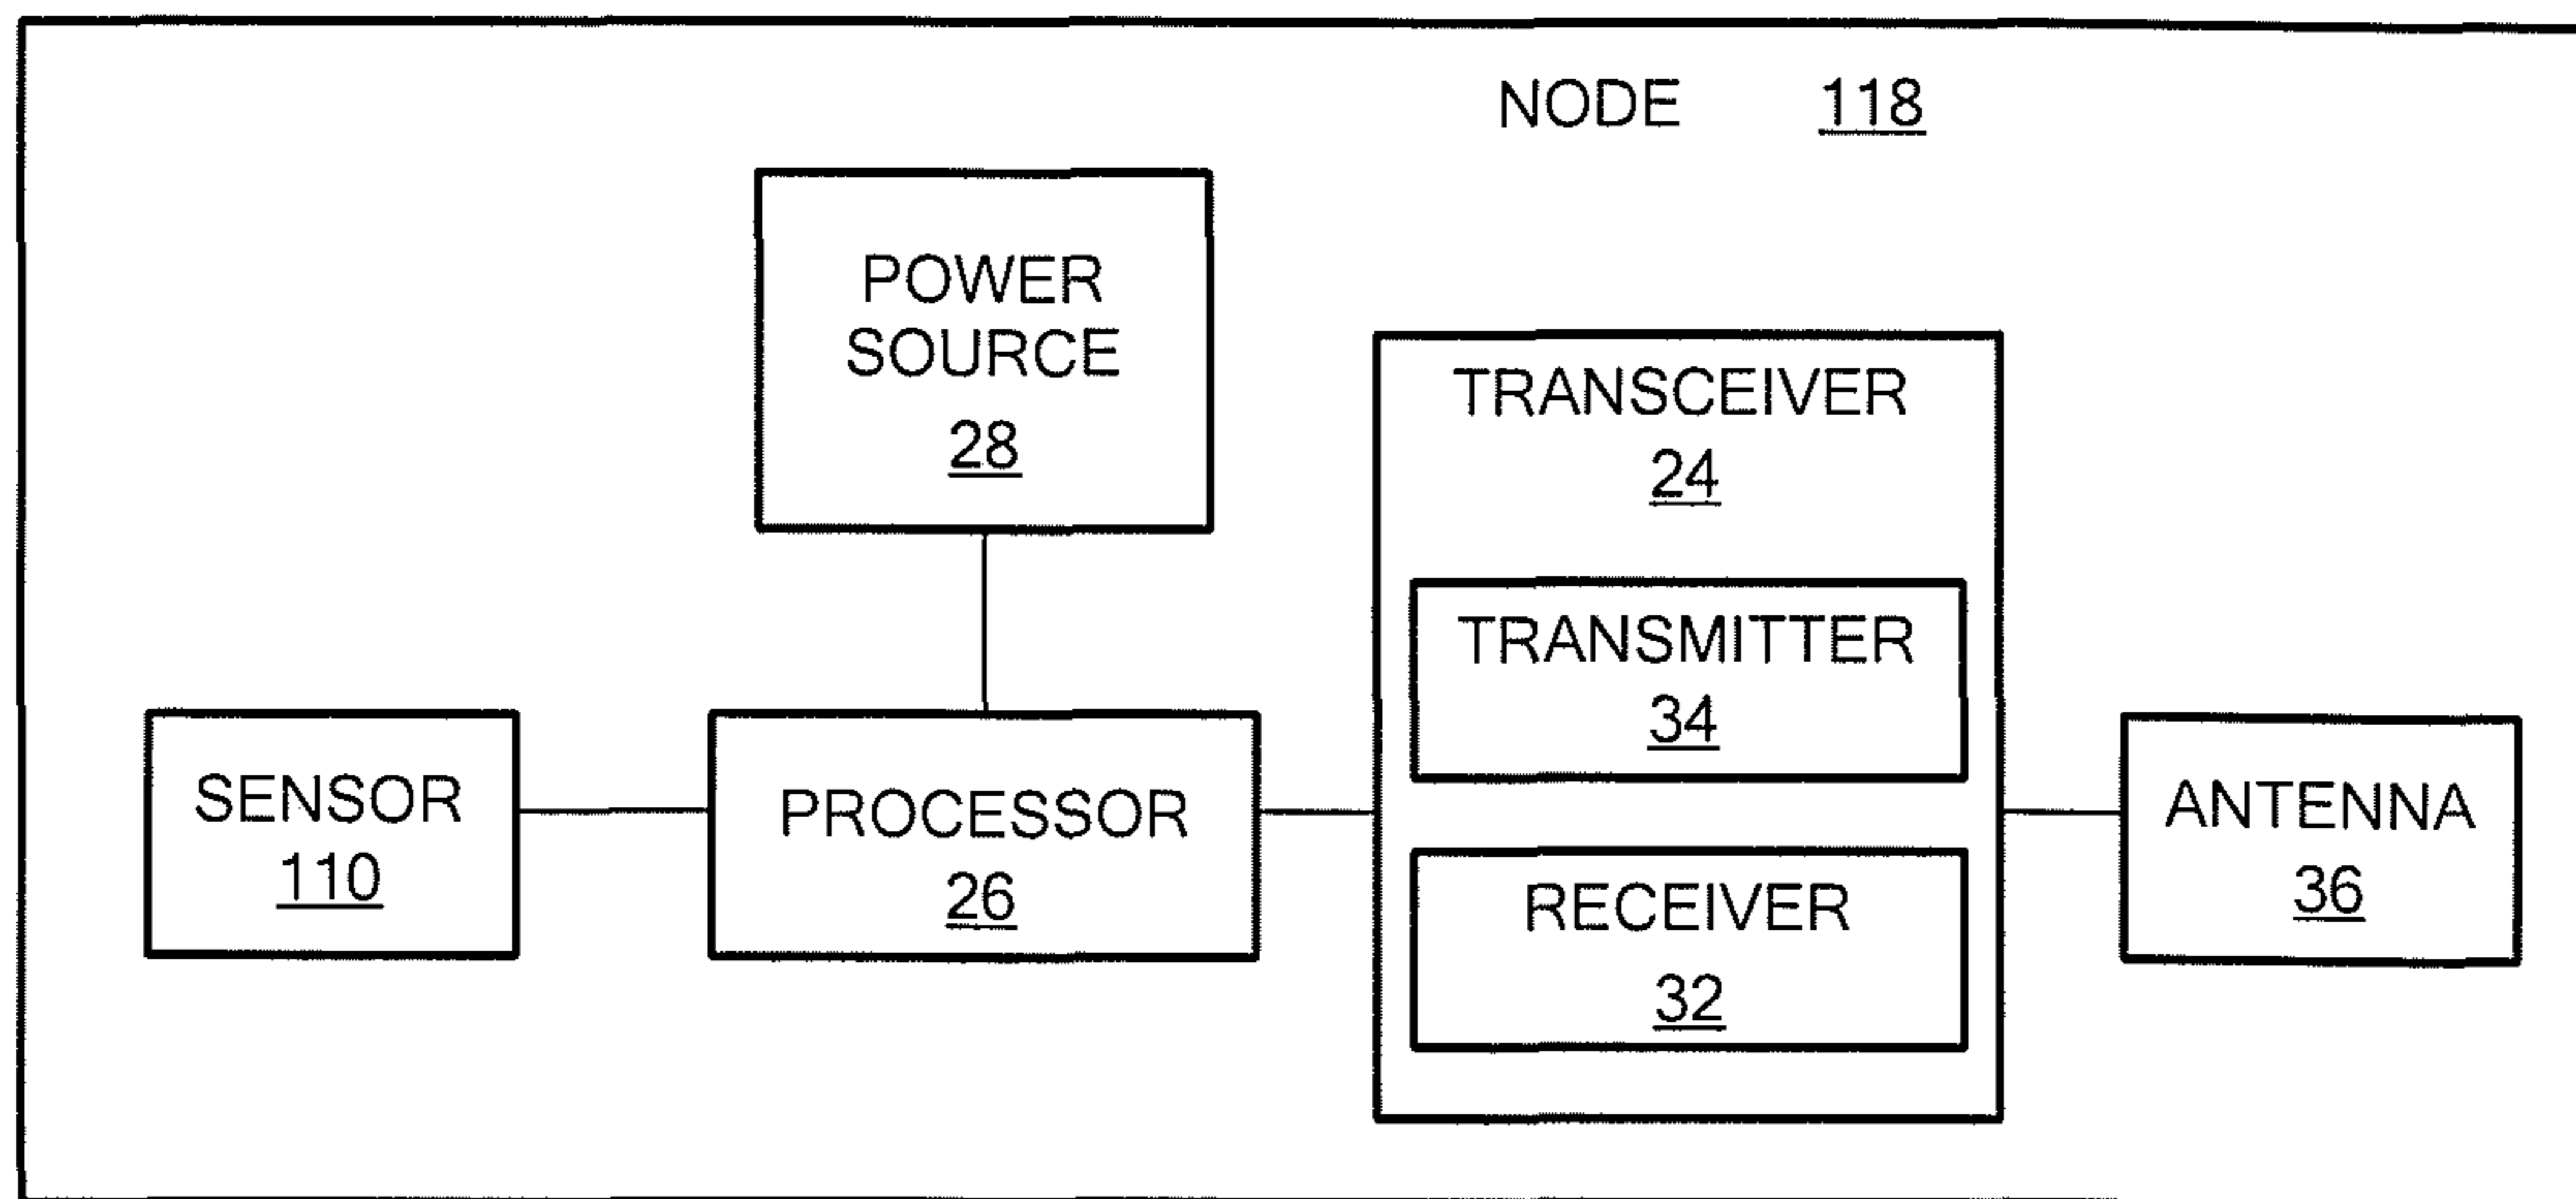 NODE 118
POWER
SOURCE
28
TRANSCEIVER
24
TRANSMITTER
34
SENSOR
110
PROCESSOR
26
RECEIVER
32
ANTENNA
36